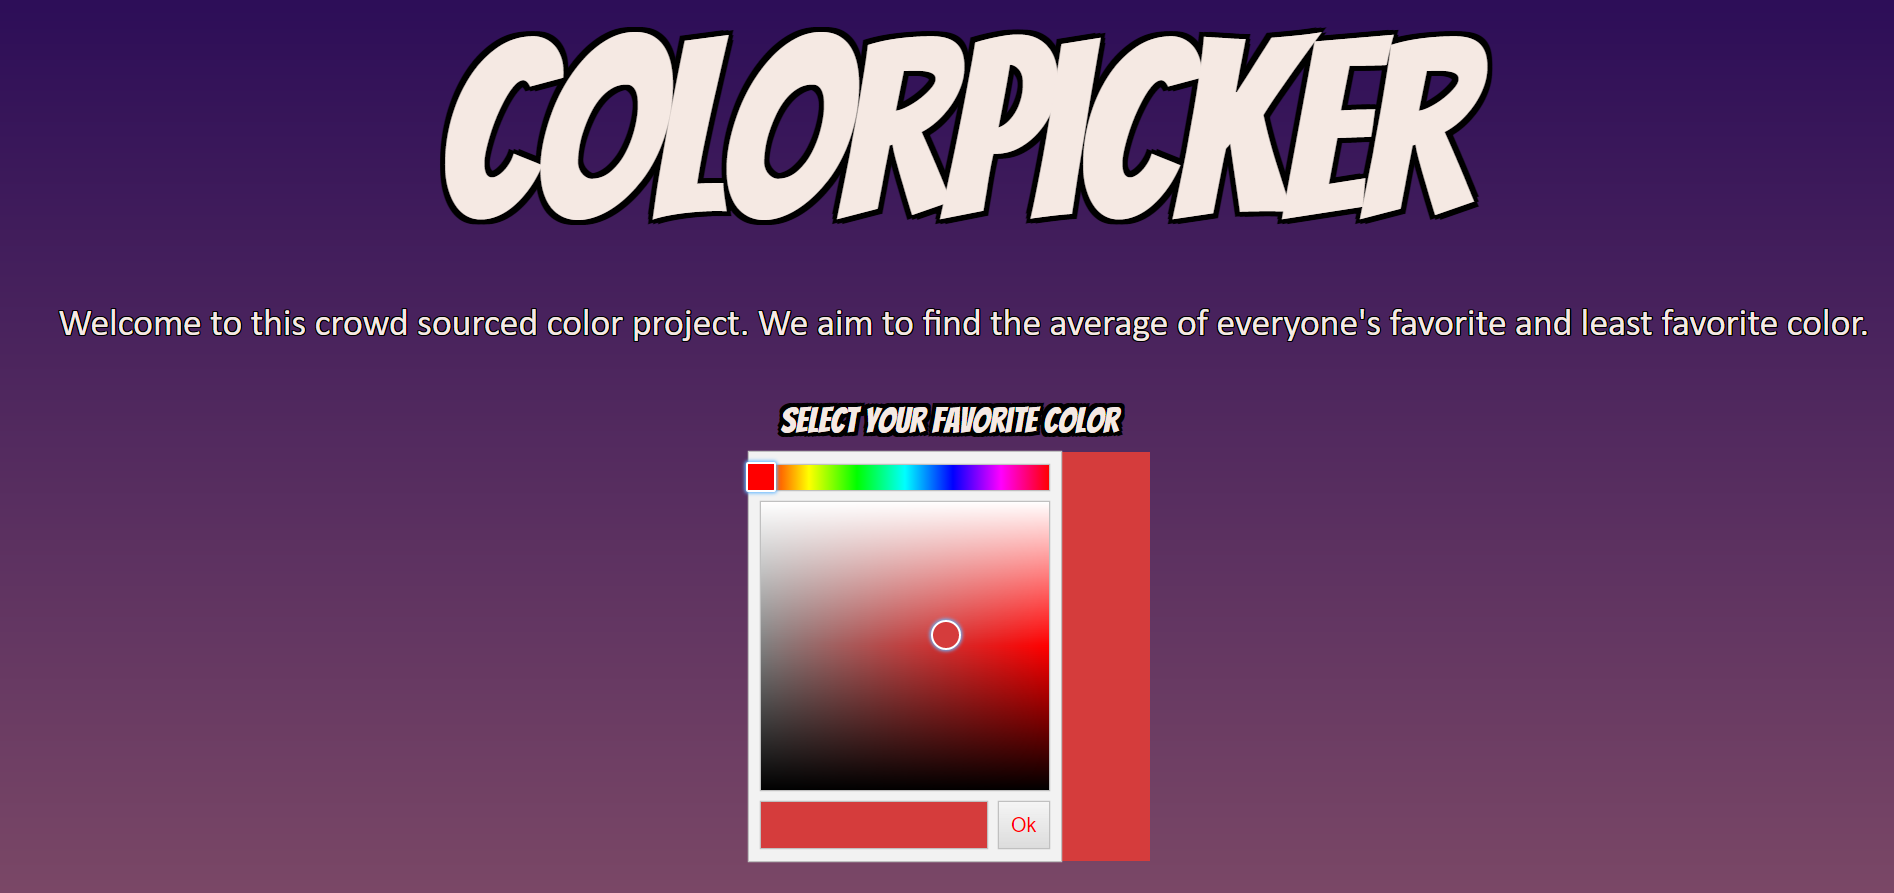 COLORPICKER
Welcome to this crowd sourced color project. We aim to find the average of everyone's favorite and least favorite color.
SELECT YOUR FAVORITE COLOR
Ok